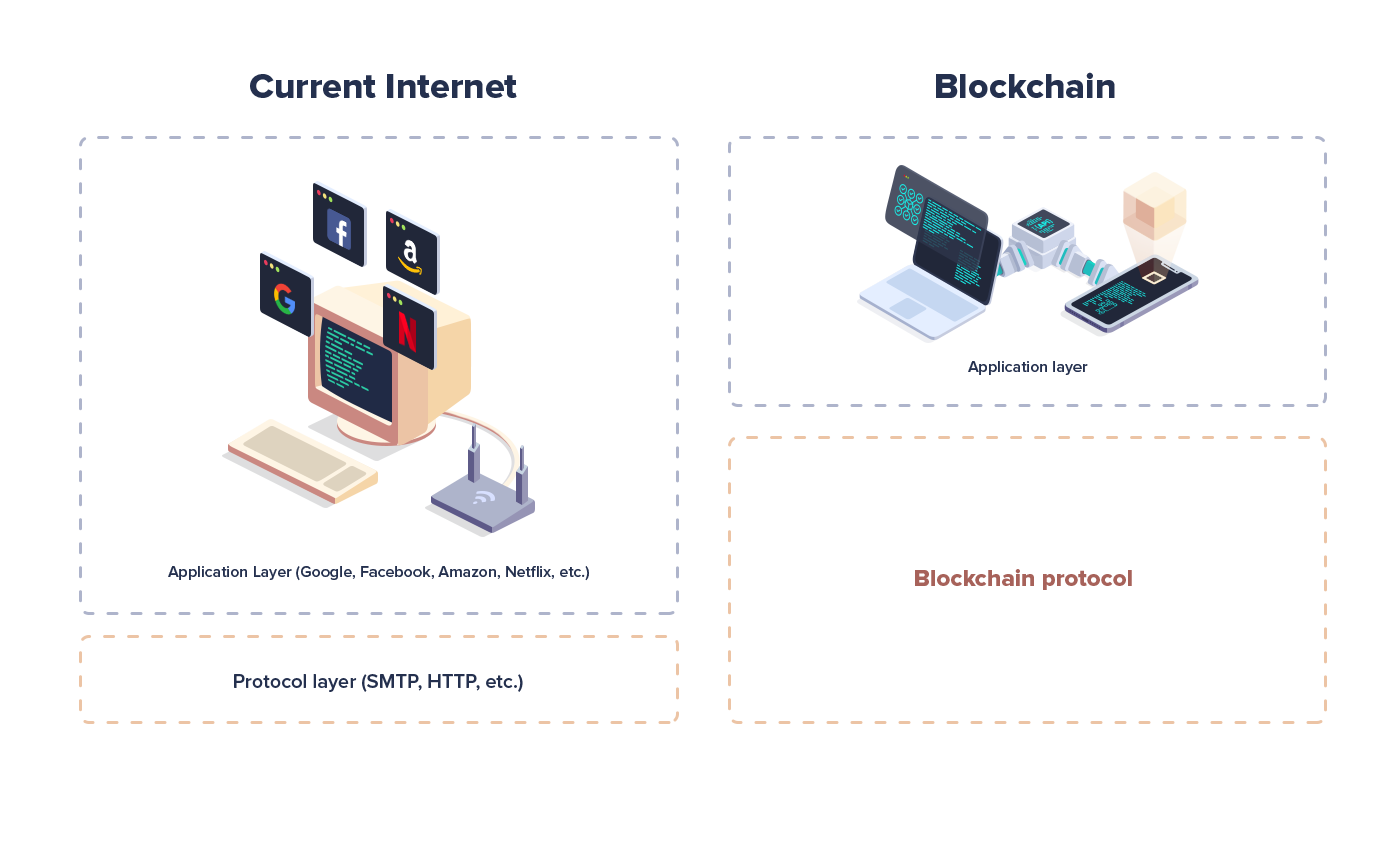 Current Internet
Application Layer (Google, Facebook, Amazon, Netflix, etc.)
Protocol layer (SMTP, HTTP, etc.)
Blockchain
Application layer
Blockchain protocol